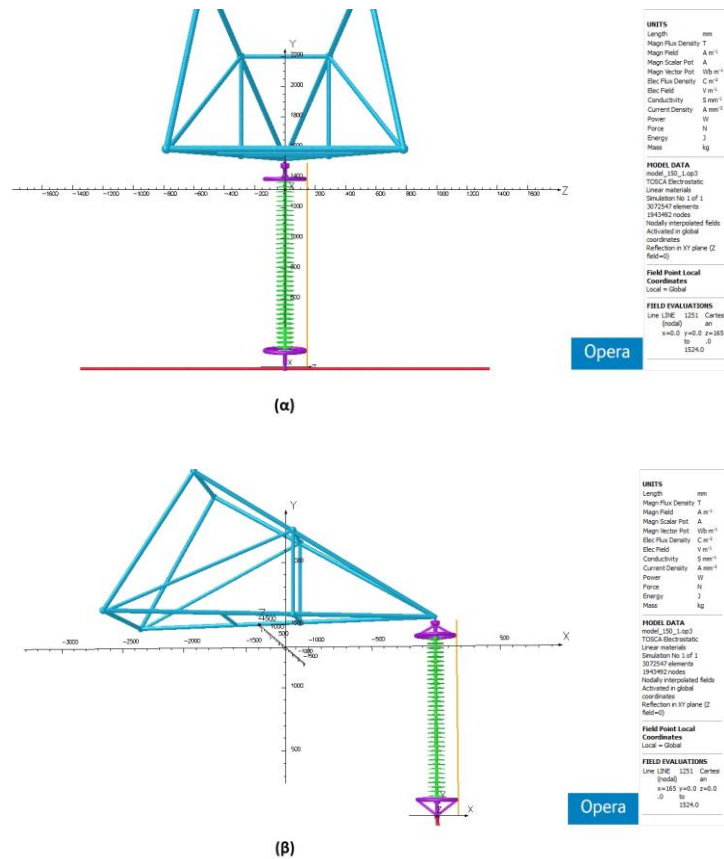 UNITS
Length mm
Magn Flux Density T
Magn Field A m⁻¹
Magn Scalar Pot A
Magn Vector Pot Wb m⁻¹
Elec Flux Density C m⁻²
Elec Field V m⁻¹
Conductivity S mm⁻¹
Current Density A mm⁻²
Power W
Force N
Energy J
Mass kg
MODEL DATA
model_150_1.op3
TOSCA Electrostatic
Linear materials
Simulation No 1 of 1
3072547 elements
1943492 nodes
Nodally interpolated fields
Activated in global
coordinates
Reflection in XY plane (Z
field=0)
Field Point Local
Coordinates
Local = Global
FIELD EVALUATIONS
Line LINE 1251 Cartesi
(nodal) an
x=0.0 y=0.0 z=165
to .0
1524.0
Y
2200
1800
1600
1400
-1600 -1400 -1200 -1000 -800 -600 -400 -200 200 400 600 800 1000 1200 1400 1600 Z
1200
1000
800
X Z
Opera
(α)
UNITS
Length mm
Magn Flux Density T
Magn Field A m⁻¹
Magn Scalar Pot A
Magn Vector Pot Wb m⁻¹
Elec Flux Density C m⁻²
Elec Field V m⁻¹
Conductivity S mm⁻¹
Current Density A mm⁻²
Power W
Force N
Energy J
Mass kg
MODEL DATA
model_150_1.op3
TOSCA Electrostatic
Linear materials
Simulation No 1 of 1
3072547 elements
1943492 nodes
Nodally interpolated fields
Activated in global
coordinates
Reflection in XY plane (Z
field=0)
Field Point Local
Coordinates
Local = Global
FIELD EVALUATIONS
Line LINE 1251 Cartesi
(nodal) an
x=165 y=0.0 z=0.0
.0 to
1524.0
Y
Z
-3000 -2500 -2000 -1500 -1000 -500 500 X
1000
500
X
Opera
(β)